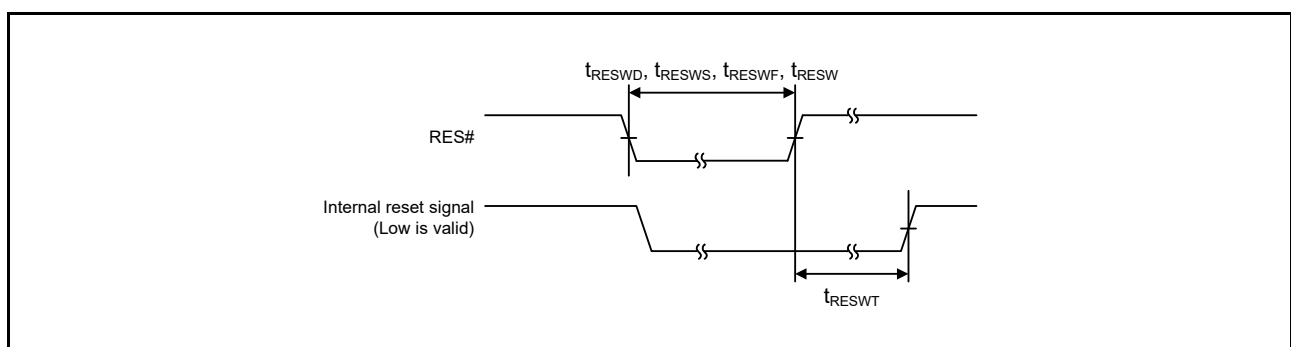 tRESWD, tRESWS, tRESWF, tRESW
RES#
Internal reset signal
(Low is valid)
tRESWT